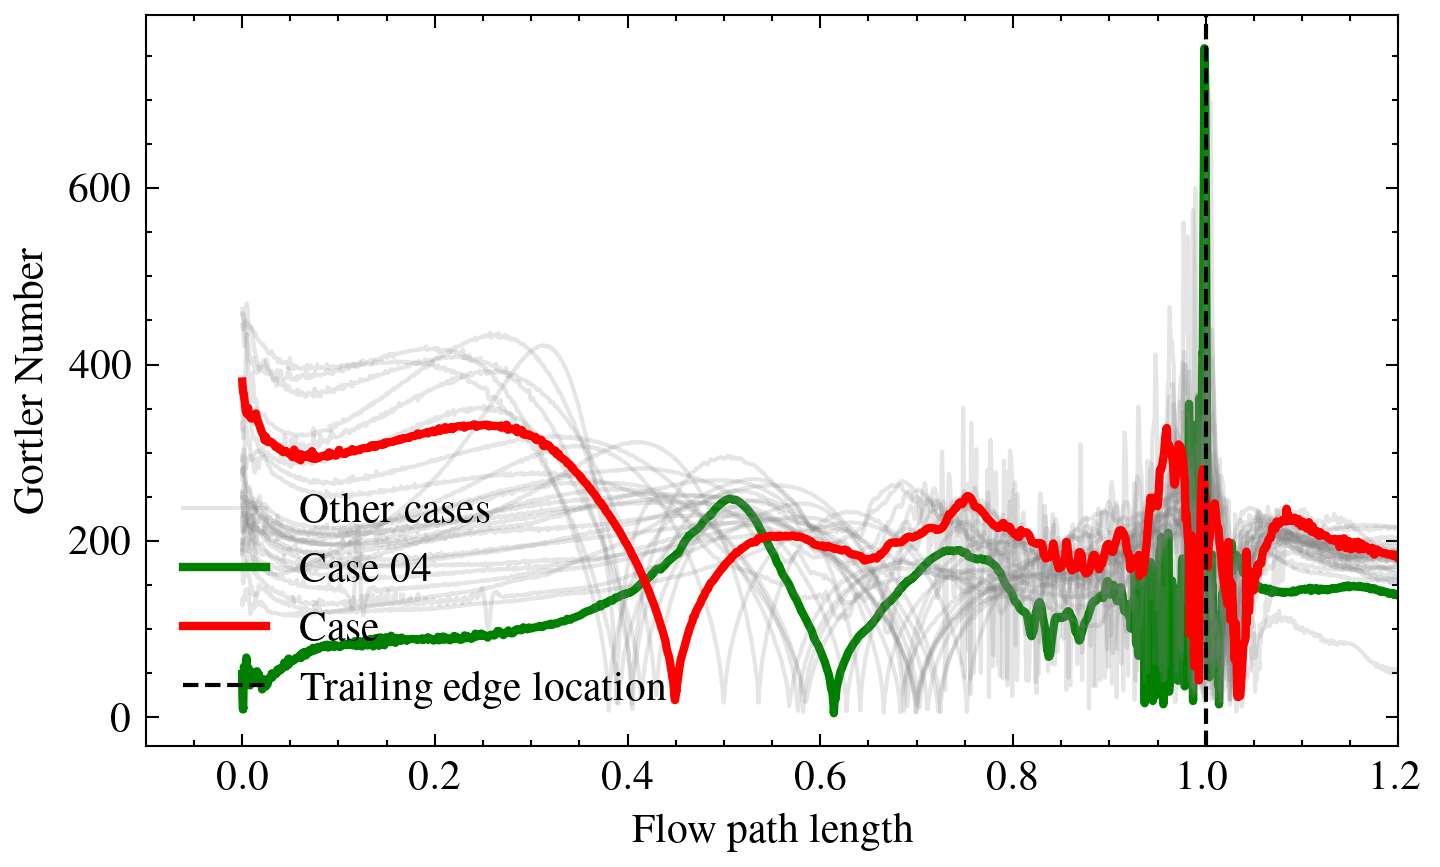 600
400
200
0
Gortler Number
Other cases
Case 04
Case
Trailing edge location
0.0 0.2 0.4 0.6 0.8 1.0 1.2
Flow path length